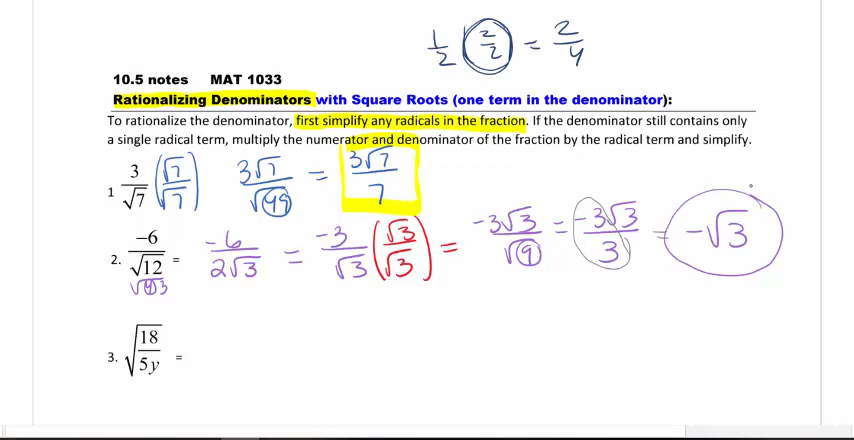 1/2 (2/2) = 2/4
10.5 notes MAT 1033
Rationalizing Denominators with Square Roots (one term in the denominator):
To rationalize the denominator, first simplify any radicals in the fraction. If the denominator still contains only
a single radical term, multiply the numerator and denominator of the fraction by the radical term and simplify.
1 3/√7 (√7/√7) 3√7/√49 = 3√7/7
2. -6/√12 = -6/2√3 = -3/√3 (√3/√3) = -3√3/√9 = -3√3/3 = -√3
√(4)3
3. √(18/5y) =